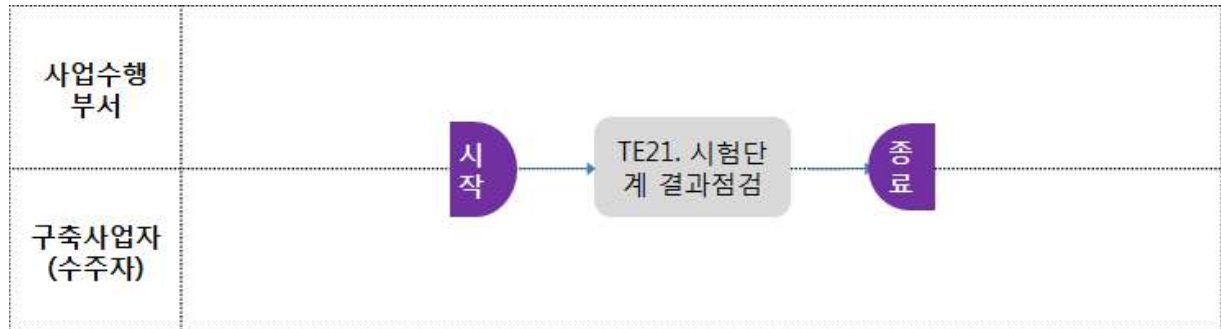 사업수행
부서
시
작
TE21. 시험단
계 결과점검
종
료
구축사업자
(수주자)